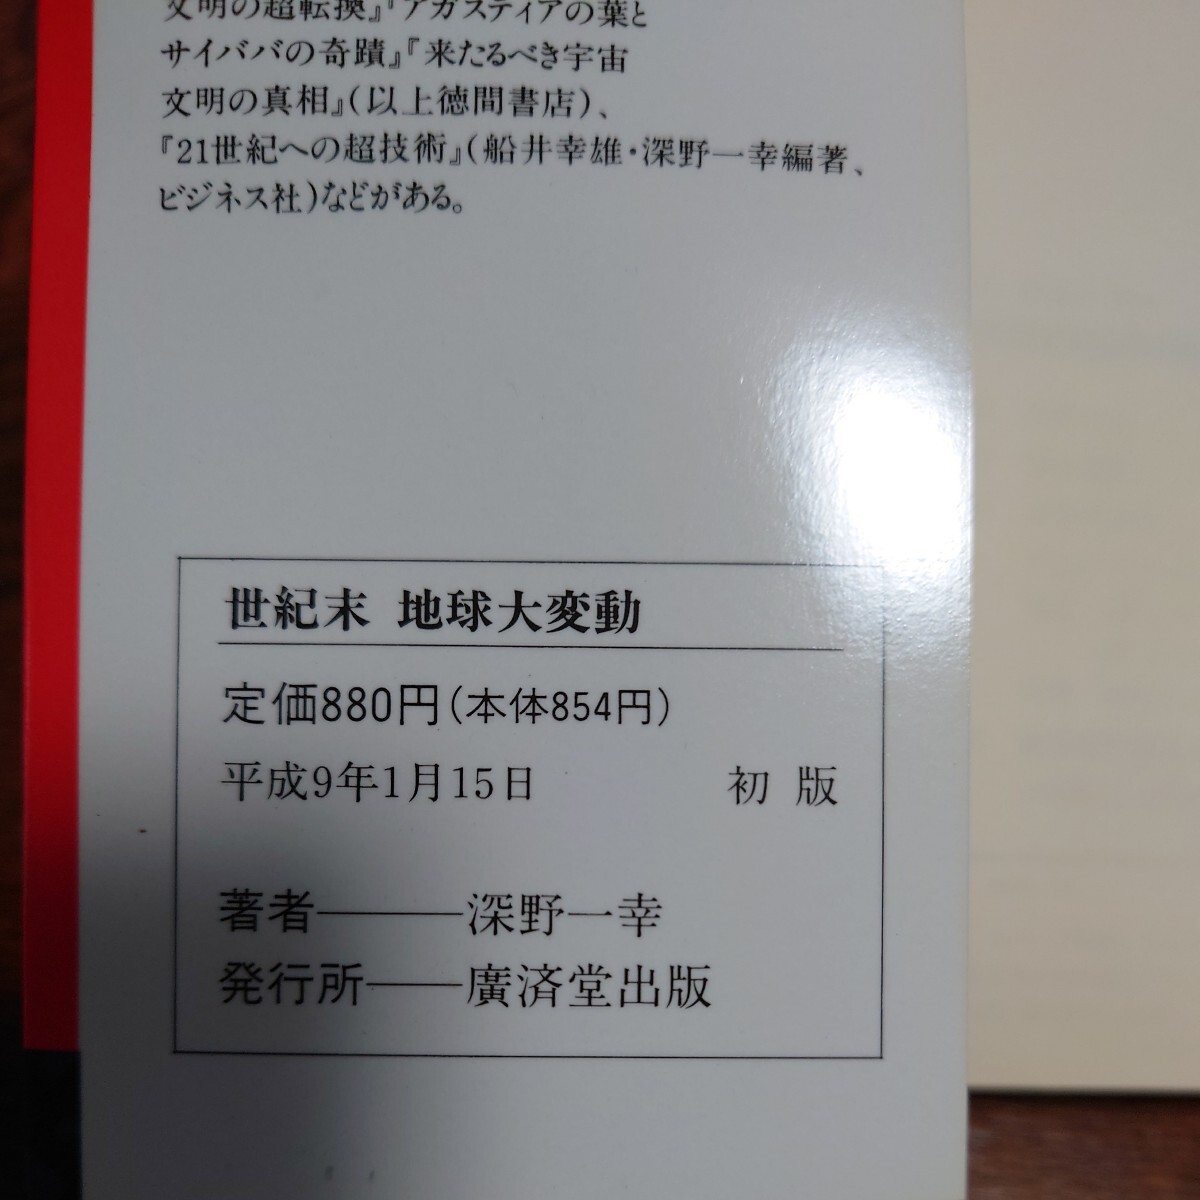 文明の超転換』『アガスティアの葉と
サイババの奇蹟』『来たるべき宇宙
文明の真相』(以上徳間書店)、
『21世紀への超技術』(船井幸雄・深野一幸編著、
ビジネス社)などがある。
世紀末 地球大変動
定価880円(本体854円)
平成9年1月15日 初版
著者――深野一幸
発行所――廣済堂出版